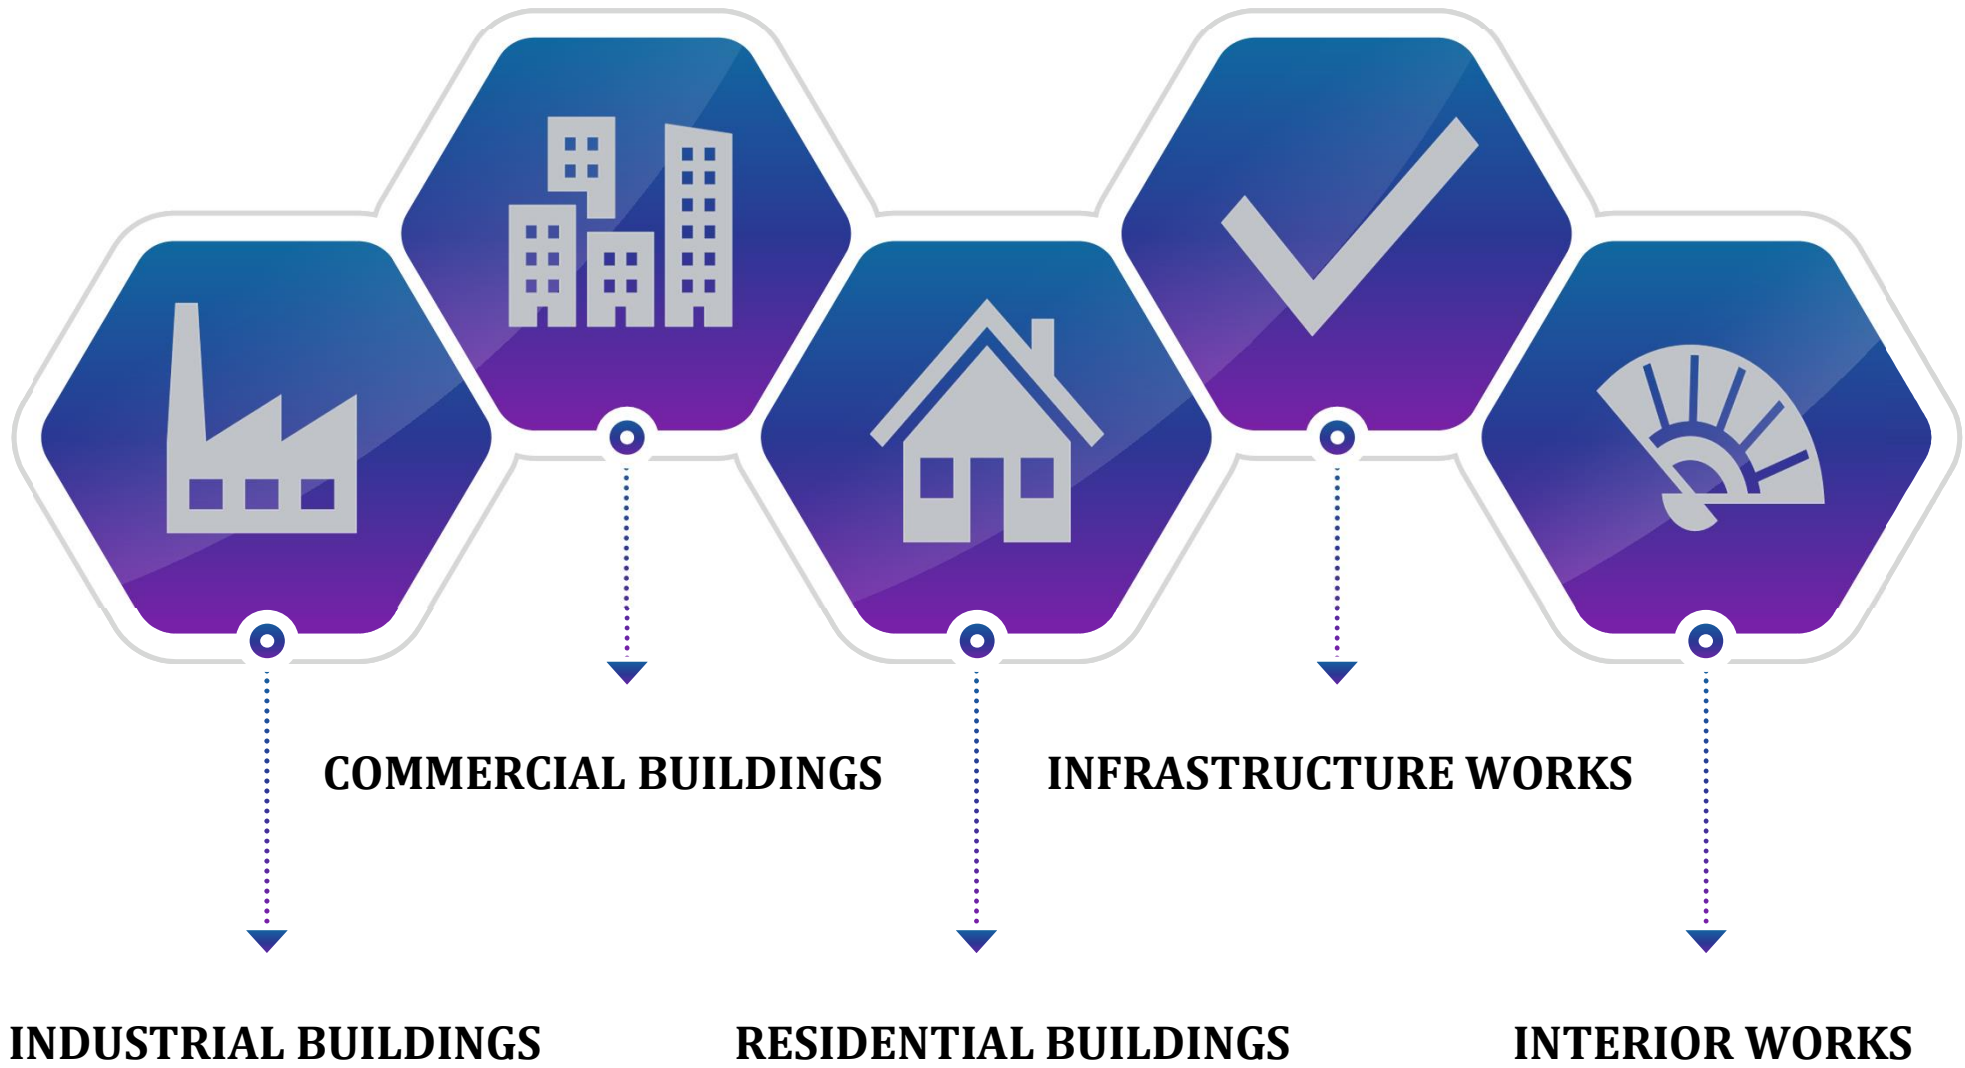 COMMERCIAL BUILDINGS
INFRASTRUCTURE WORKS
INDUSTRIAL BUILDINGS
RESIDENTIAL BUILDINGS
INTERIOR WORKS